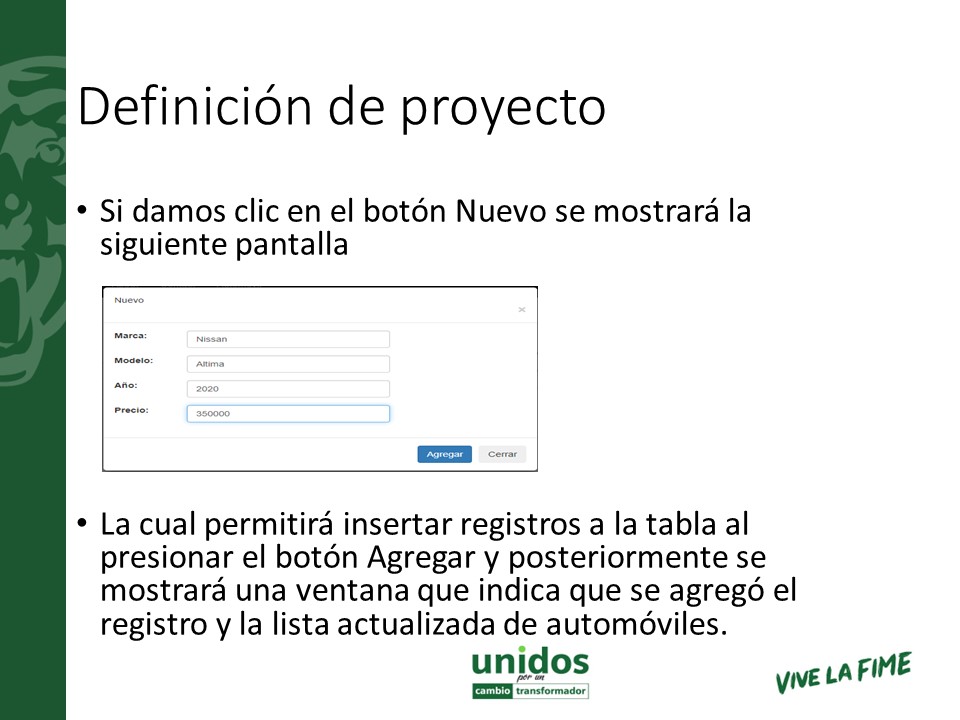 Definición de proyecto
• Si damos clic en el botón Nuevo se mostrará la
siguiente pantalla
Nuevo
×
Marca: Nissan
Modelo: Altima
Año: 2020
Precio: 350000
Agregar Cerrar
• La cual permitirá insertar registros a la tabla al
presionar el botón Agregar y posteriormente se
mostrará una ventana que indica que se agregó el
registro y la lista actualizada de automóviles.
unidos
por un
cambio transformador
VIVE LA FIME